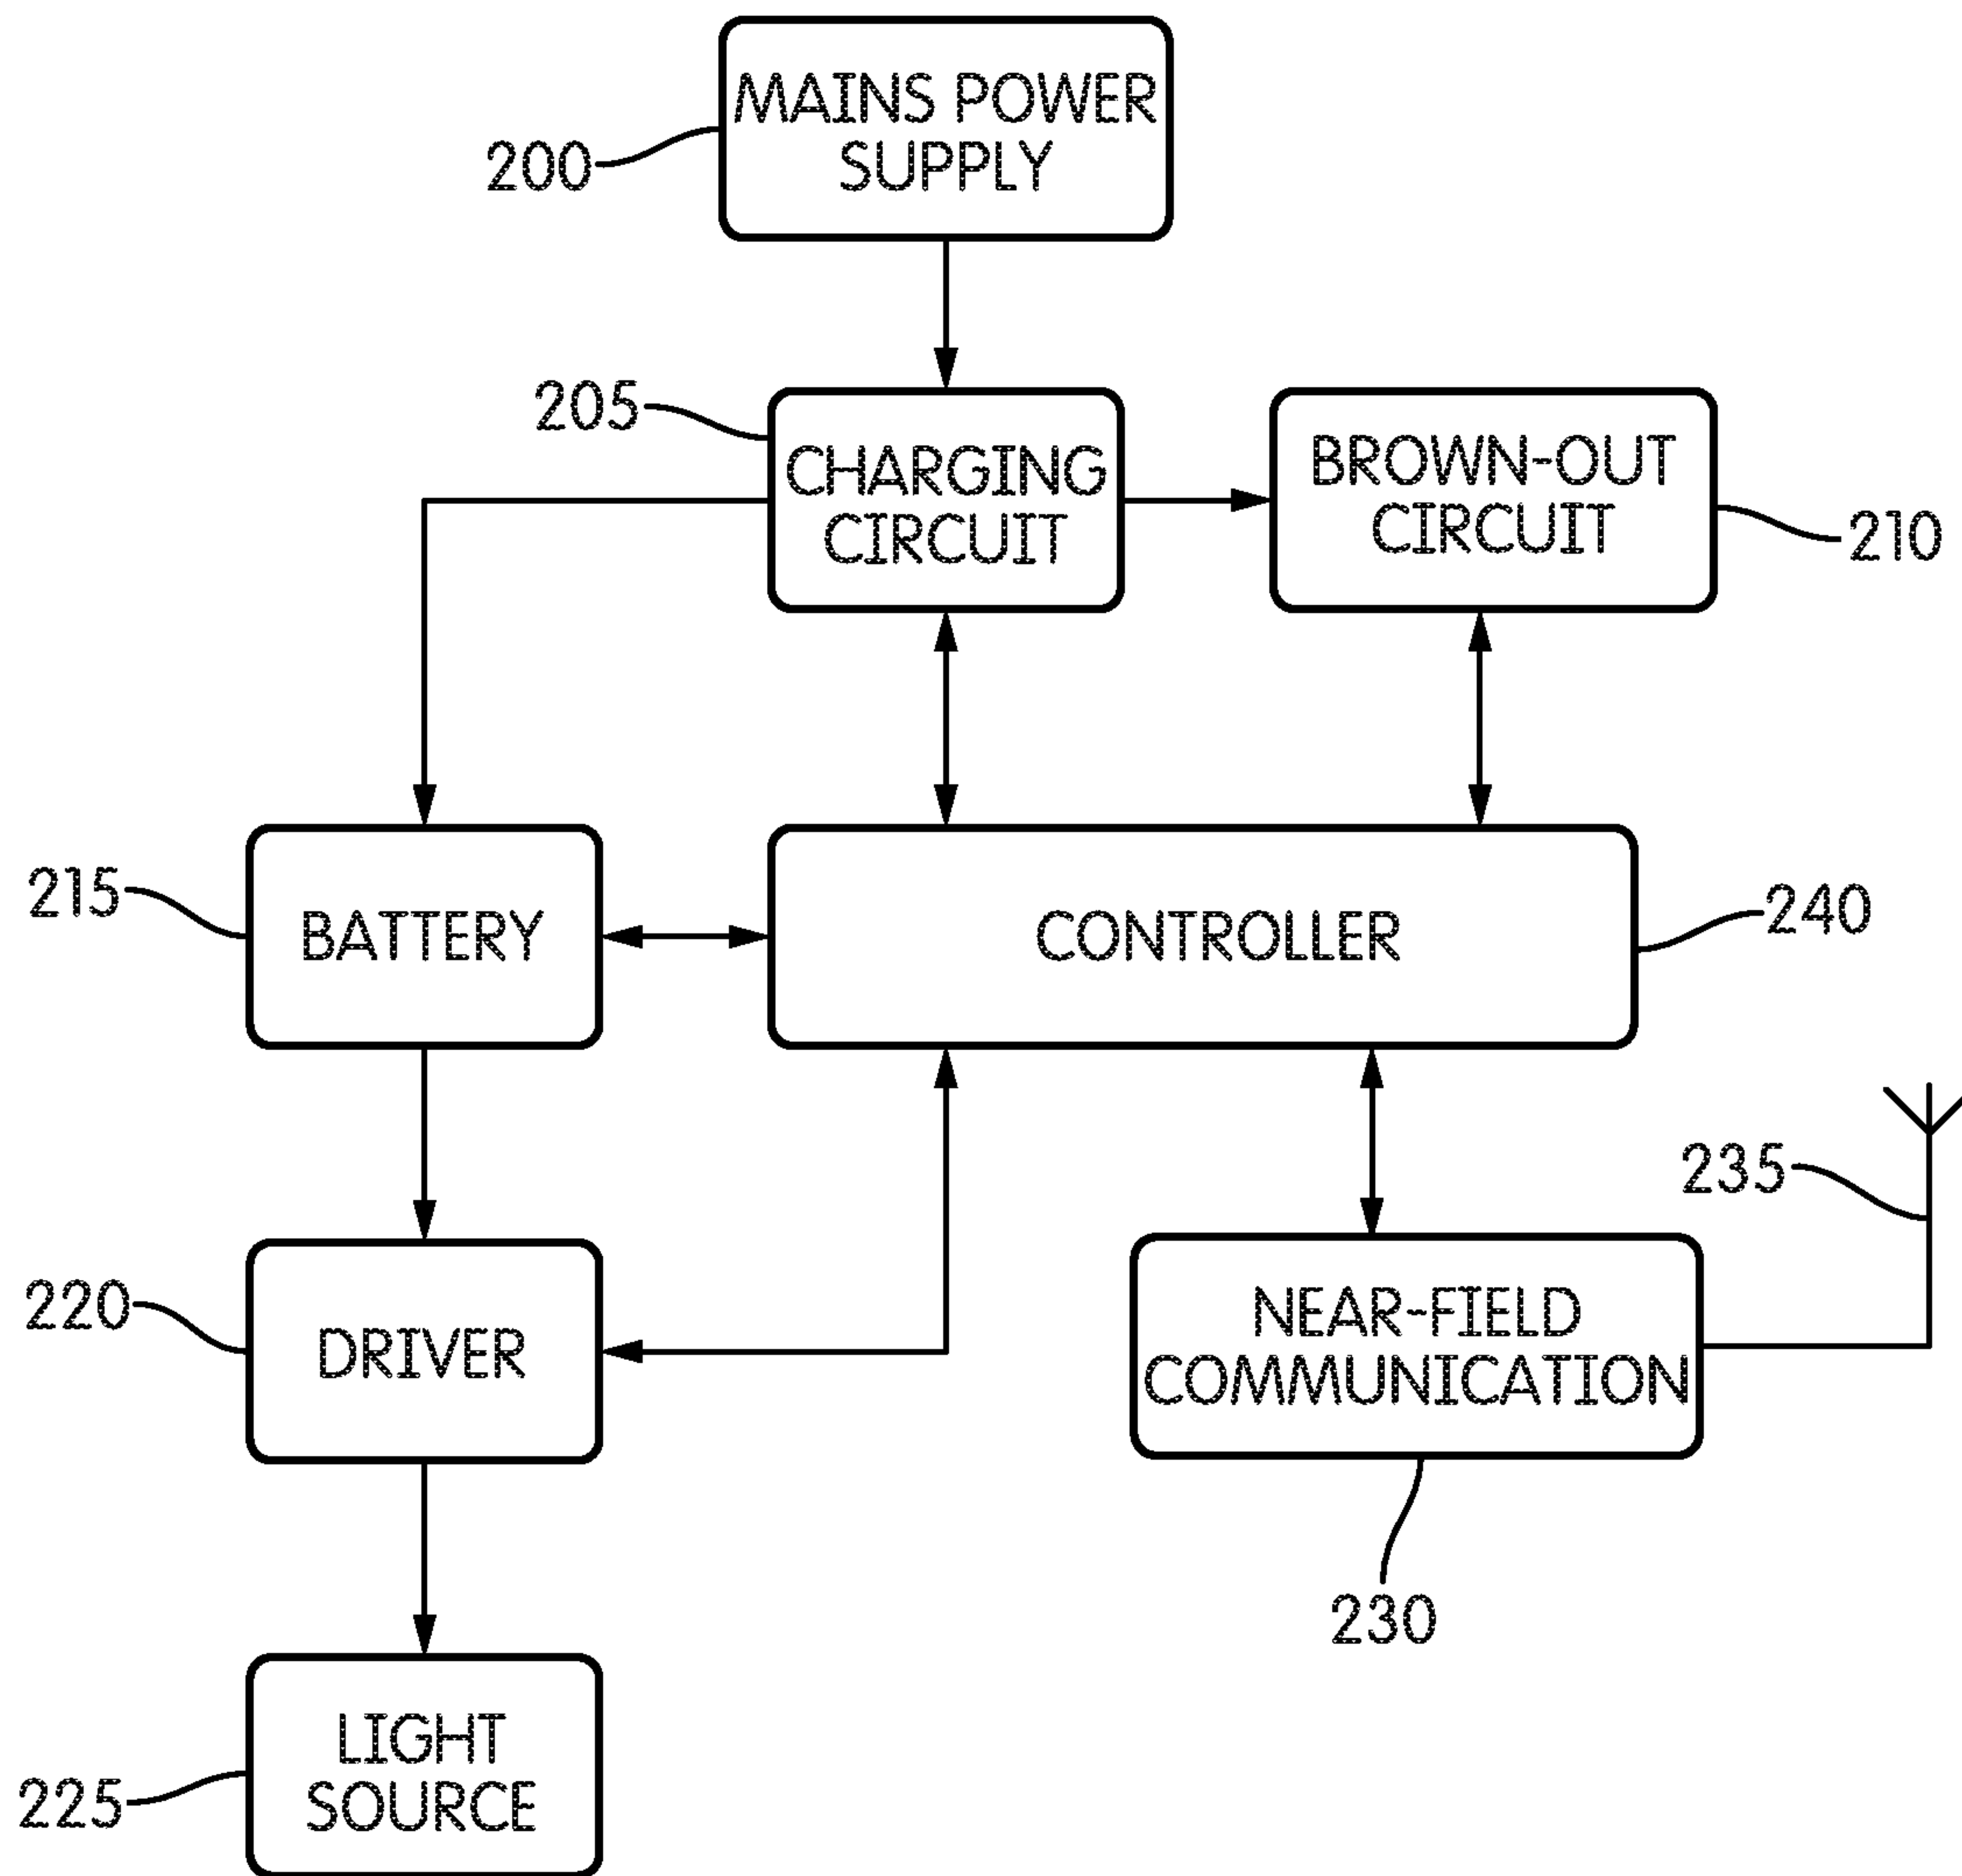 MAINS POWER
SUPPLY
200
205
CHARGING
CIRCUIT
BROWN-OUT
CIRCUIT
210
215
BATTERY
CONTROLLER
240
235
220
DRIVER
NEAR-FIELD
COMMUNICATION
230
LIGHT
SOURCE
225